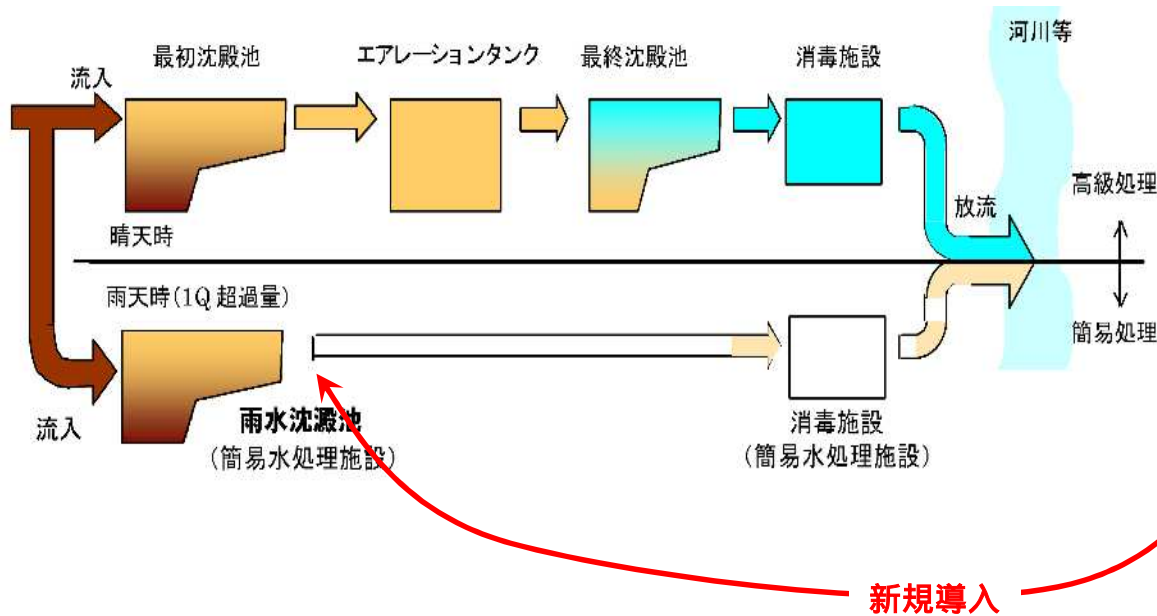 河川等
最初沈殿池
エアレーションタンク
最終沈殿池
消毒施設
流入
高級処理
放流
晴天時
雨天時(1Q 超過量)
簡易処理
流入
雨水沈澱池
(簡易水処理施設)
消毒施設
(簡易水処理施設)
新規導入